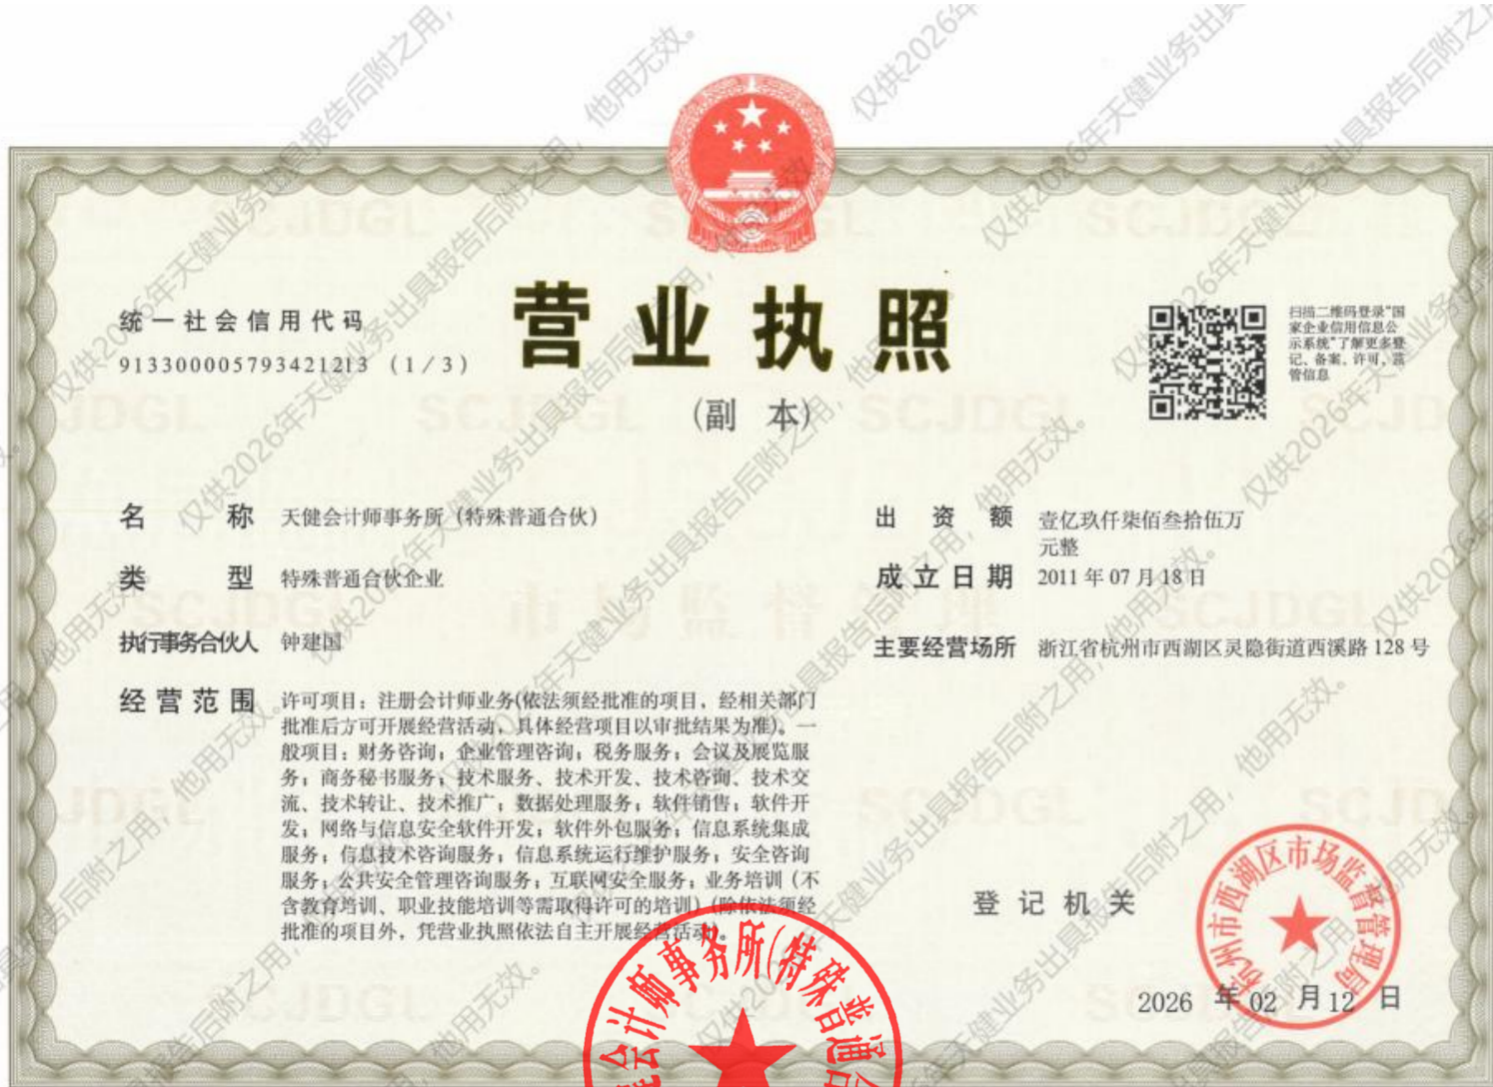 营业执照
(副 本)
统一社会信用代码
913300005793421213 (1/3)
扫描二维码登录“国
家企业信用信息公
示系统”了解更多登
记、备案、许可、监
管信息
名 称 天健会计师事务所（特殊普通合伙）
类 型 特殊普通合伙企业
执行事务合伙人 钟建国
经营范围 许可项目：注册会计师业务(依法须经批准的项目，经相关部门
批准后方可开展经营活动，具体经营项目以审批结果为准)。一
般项目：财务咨询；企业管理咨询；税务服务；会议及展览服
务；商务秘书服务；技术服务、技术开发、技术咨询、技术交
流、技术转让、技术推广；数据处理服务；软件销售；软件开
发；网络与信息安全软件开发；软件外包服务；信息系统集成
服务；信息技术咨询服务；信息系统运行维护服务；安全咨询
服务；公共安全管理咨询服务；互联网安全服务；业务培训（不
含教育培训、职业技能培训等需取得许可的培训）(除依法须经
批准的项目外，凭营业执照依法自主开展经营活动)。
出 资 额 壹亿玖仟柒佰叁拾伍万
元整
成立日期 2011年07月18日
主要经营场所 浙江省杭州市西湖区灵隐街道西溪路128号
登记机关
杭州市西湖区市场监督管理局
2026 年 02 月 12 日
会计师事务所(特殊普通合
仅供2026年天健业务出具报告后附之用，他用无效。
SCJDGL
市场监督管理